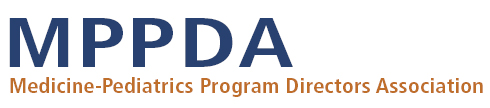 MPPDA
Medicine-Pediatrics Program Directors Association